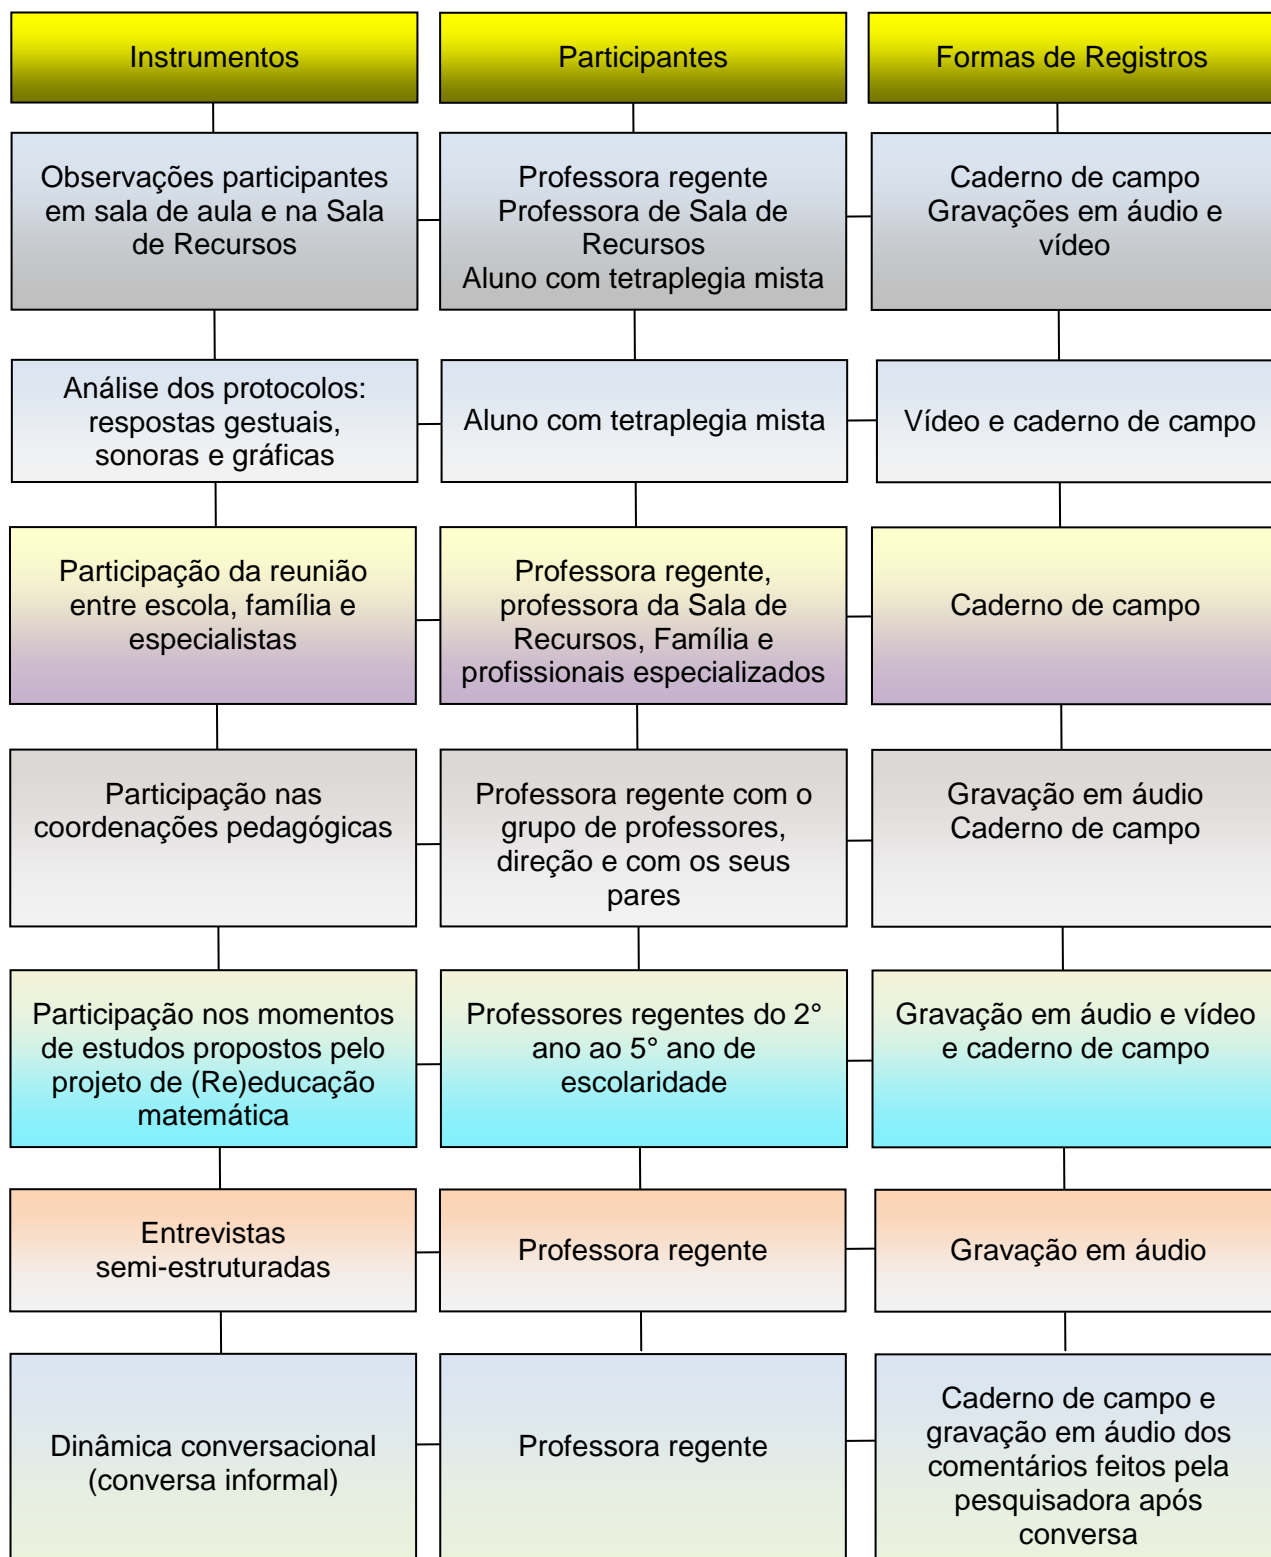 Instrumentos
Participantes
Formas de Registros
Observações participantes
em sala de aula e na Sala
de Recursos
Professora regente
Professora de Sala de
Recursos
Aluno com tetraplegia mista
Caderno de campo
Gravações em áudio e
vídeo
Análise dos protocolos:
respostas gestuais,
sonoras e gráficas
Aluno com tetraplegia mista
Vídeo e caderno de campo
Participação da reunião
entre escola, família e
especialistas
Professora regente,
professora da Sala de
Recursos, Família e
profissionais especializados
Caderno de campo
Participação nas
coordenações pedagógicas
Professora regente com o
grupo de professores,
direção e com os seus
pares
Gravação em áudio
Caderno de campo
Participação nos momentos
de estudos propostos pelo
projeto de (Re)educação
matemática
Professores regentes do 2°
ano ao 5° ano de
escolaridade
Gravação em áudio e vídeo
e caderno de campo
Entrevistas
semi-estruturadas
Professora regente
Gravação em áudio
Dinâmica conversacional
(conversa informal)
Professora regente
Caderno de campo e
gravação em áudio dos
comentários feitos pela
pesquisadora após
conversa